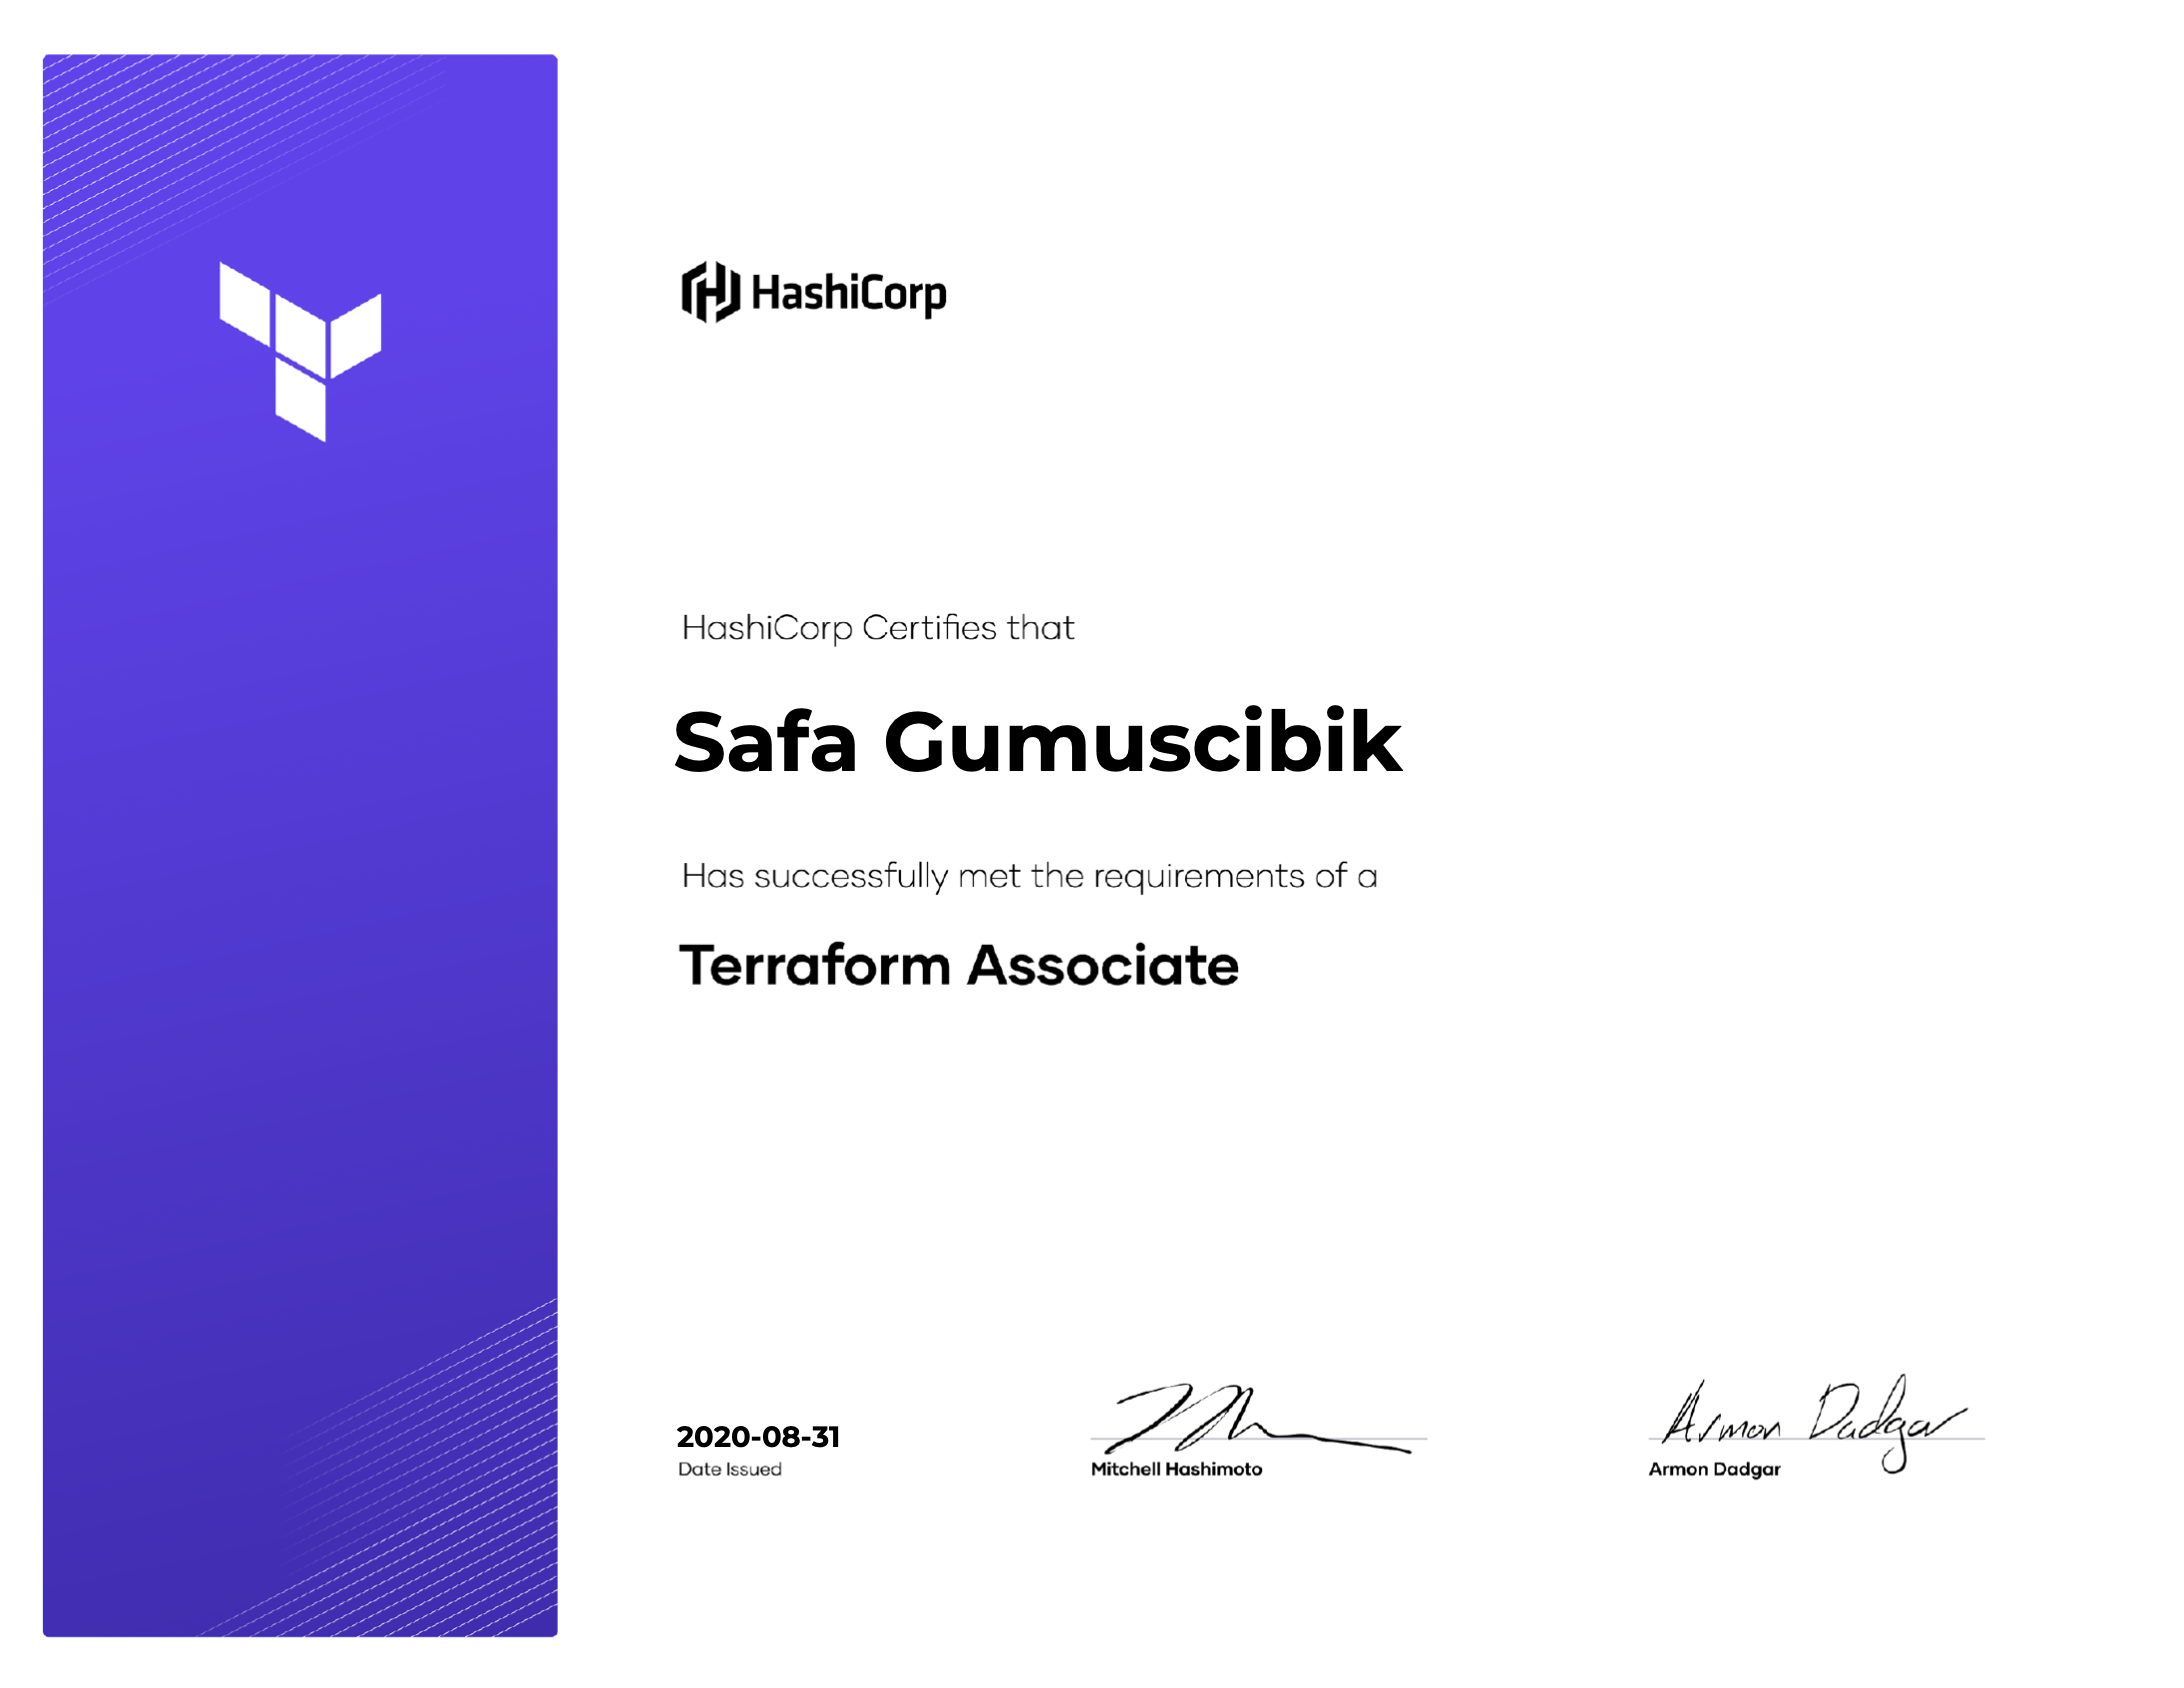 HashiCorp
HashiCorp Certifies that
Safa Gumuscibik
Has successfully met the requirements of a
Terraform Associate
2020-08-31
Date Issued
Mitchell Hashimoto
Armon Dadgar
Armon Dadgar